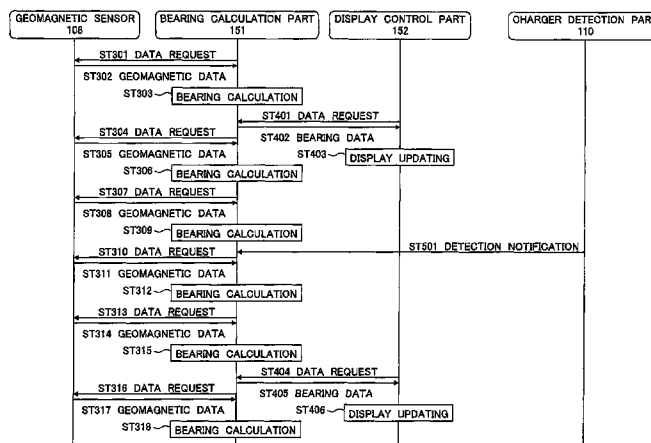 GEOMAGNETIC SENSOR
108
BEARING CALCULATION PART
151
DISPLAY CONTROL PART
152
CHARGER DETECTION PART
110
ST301 DATA REQUEST
ST302 GEOMAGNETIC DATA
ST303
BEARING CALCULATION
ST401 DATA REQUEST
ST304 DATA REQUEST
ST402 BEARING DATA
ST305 GEOMAGNETIC DATA
ST403
DISPLAY UPDATING
ST306
BEARING CALCULATION
ST307 DATA REQUEST
ST308 GEOMAGNETIC DATA
ST309
BEARING CALCULATION
ST310 DATA REQUEST
ST501 DETECTION NOTIFICATION
ST311 GEOMAGNETIC DATA
ST312
BEARING CALCULATION
ST313 DATA REQUEST
ST314 GEOMAGNETIC DATA
ST315
BEARING CALCULATION
ST404 DATA REQUEST
ST316 DATA REQUEST
ST405 BEARING DATA
ST317 GEOMAGNETIC DATA
ST406
DISPLAY UPDATING
ST318
BEARING CALCULATION